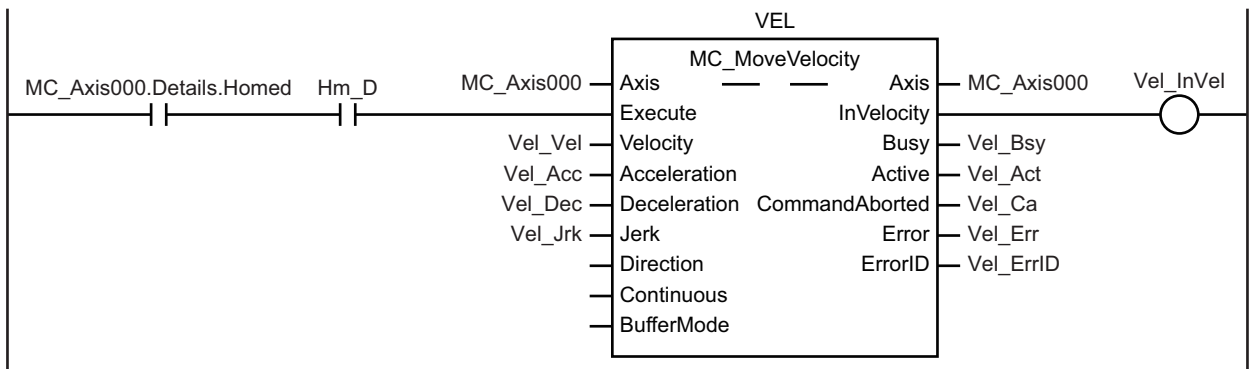 VEL
MC_MoveVelocity
MC_Axis000.Details.Homed Hm_D MC_Axis000 Axis Axis MC_Axis000 Vel_InVel
Execute InVelocity
Vel_Vel Velocity Busy Vel_Bsy
Vel_Acc Acceleration Active Vel_Act
Vel_Dec Deceleration CommandAborted Vel_Ca
Vel_Jrk Jerk Error Vel_Err
Direction ErrorID Vel_ErrID
Continuous
BufferMode